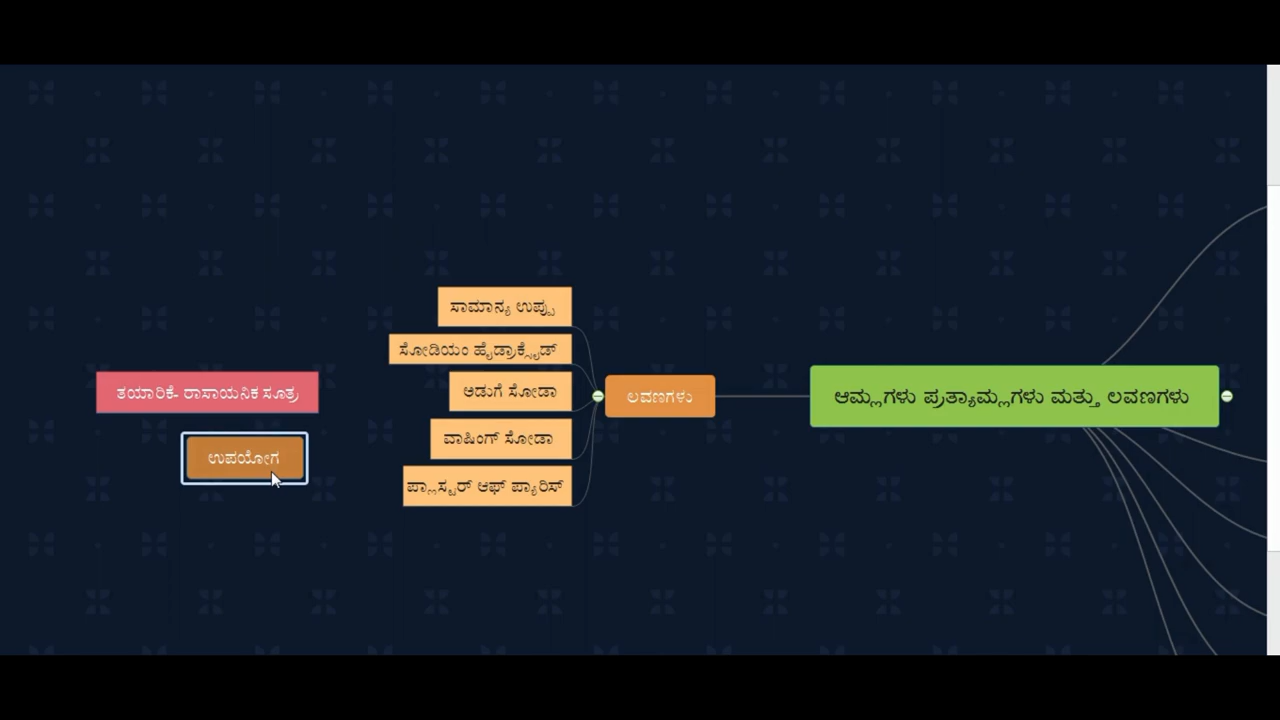 ಸಾಮಾನ್ಯ ಉಪ್ಪು
ಸೋಡಿಯಂ ಹೈಡ್ರಾಕ್ಸೈಡ್
ಅಡುಗೆ ಸೋಡಾ
ವಾಷಿಂಗ್ ಸೋಡಾ
ಪ್ಲಾಸ್ಟರ್ ಆಫ್ ಪ್ಯಾರಿಸ್
ತಯಾರಿಕೆ- ರಾಸಾಯನಿಕ ಸೂತ್ರ
ಉಪಯೋಗ
ಲವಣಗಳು
ಆಮ್ಲಗಳು ಪ್ರತ್ಯಾಮ್ಲಗಳು ಮತ್ತು ಲವಣಗಳು